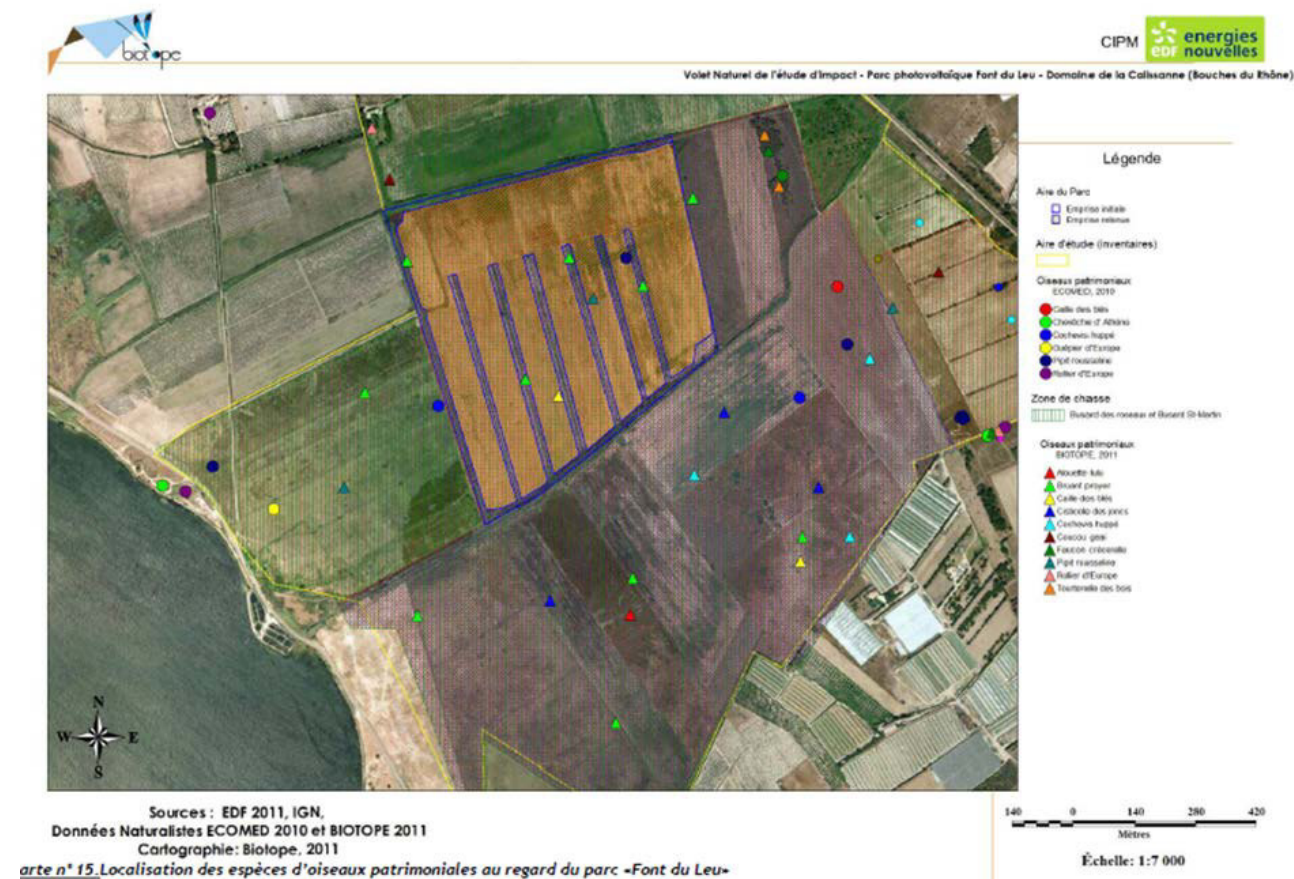 biotope
CIPM
edf energies
nouvelles
Volet Naturel de l'étude d'impact - Parc photovoltaïque Font du Leu - Domaine de la Calissanne (Bouches du Rhône)
Légende
Aire du Parc
Emprise initiale
Emprise retenue
Aire d'étude (inventaires)
Oiseaux patrimoniaux
ECOMED, 2010
Caille des blés
Chevêche d'Athéna
Cochevis huppé
Guêpier d'Europe
Pipit rousseline
Rollier d'Europe
Zone de chasse
Busard des roseaux et Busard St-Martin
Oiseaux patrimoniaux
BIOTOPE, 2011
Alouette lulu
Bruant proyer
Caille des blés
Cisticole des joncs
Cochevis huppé
Coucou geai
Faucon crécerelle
Pipit rousseline
Rollier d'Europe
Tourterelle des bois
N
W E
S
Sources : EDF 2011, IGN,
Données Naturalistes ECOMED 2010 et BIOTOPE 2011
Cartographie: Biotope, 2011
arte n° 15.Localisation des espèces d'oiseaux patrimoniales au regard du parc «Font du Leu»
140 0 140 280 420
Mètres
Échelle: 1:7 000